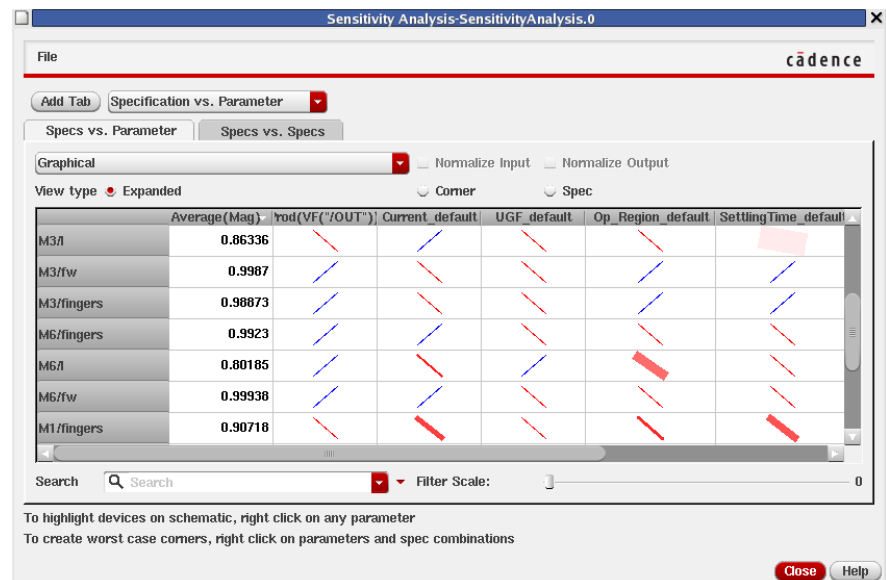 Sensitivity Analysis-SensitivityAnalysis.0
File
cādence
Add Tab Specification vs. Parameter
Specs vs. Parameter Specs vs. Specs
Graphical Normalize Input Normalize Output
View type Expanded Corner Spec
Average(Mag) rod(VF("/OUT")) Current_default UGF_default Op_Region_default SettlingTime_default
M3/l 0.86336
M3/fw 0.9987
M3/fingers 0.98873
M6/fingers 0.9923
M6/l 0.80185
M6/fw 0.99938
M1/fingers 0.90718
Search Search Filter Scale: 0
To highlight devices on schematic, right click on any parameter
To create worst case corners, right click on parameters and spec combinations
Close Help